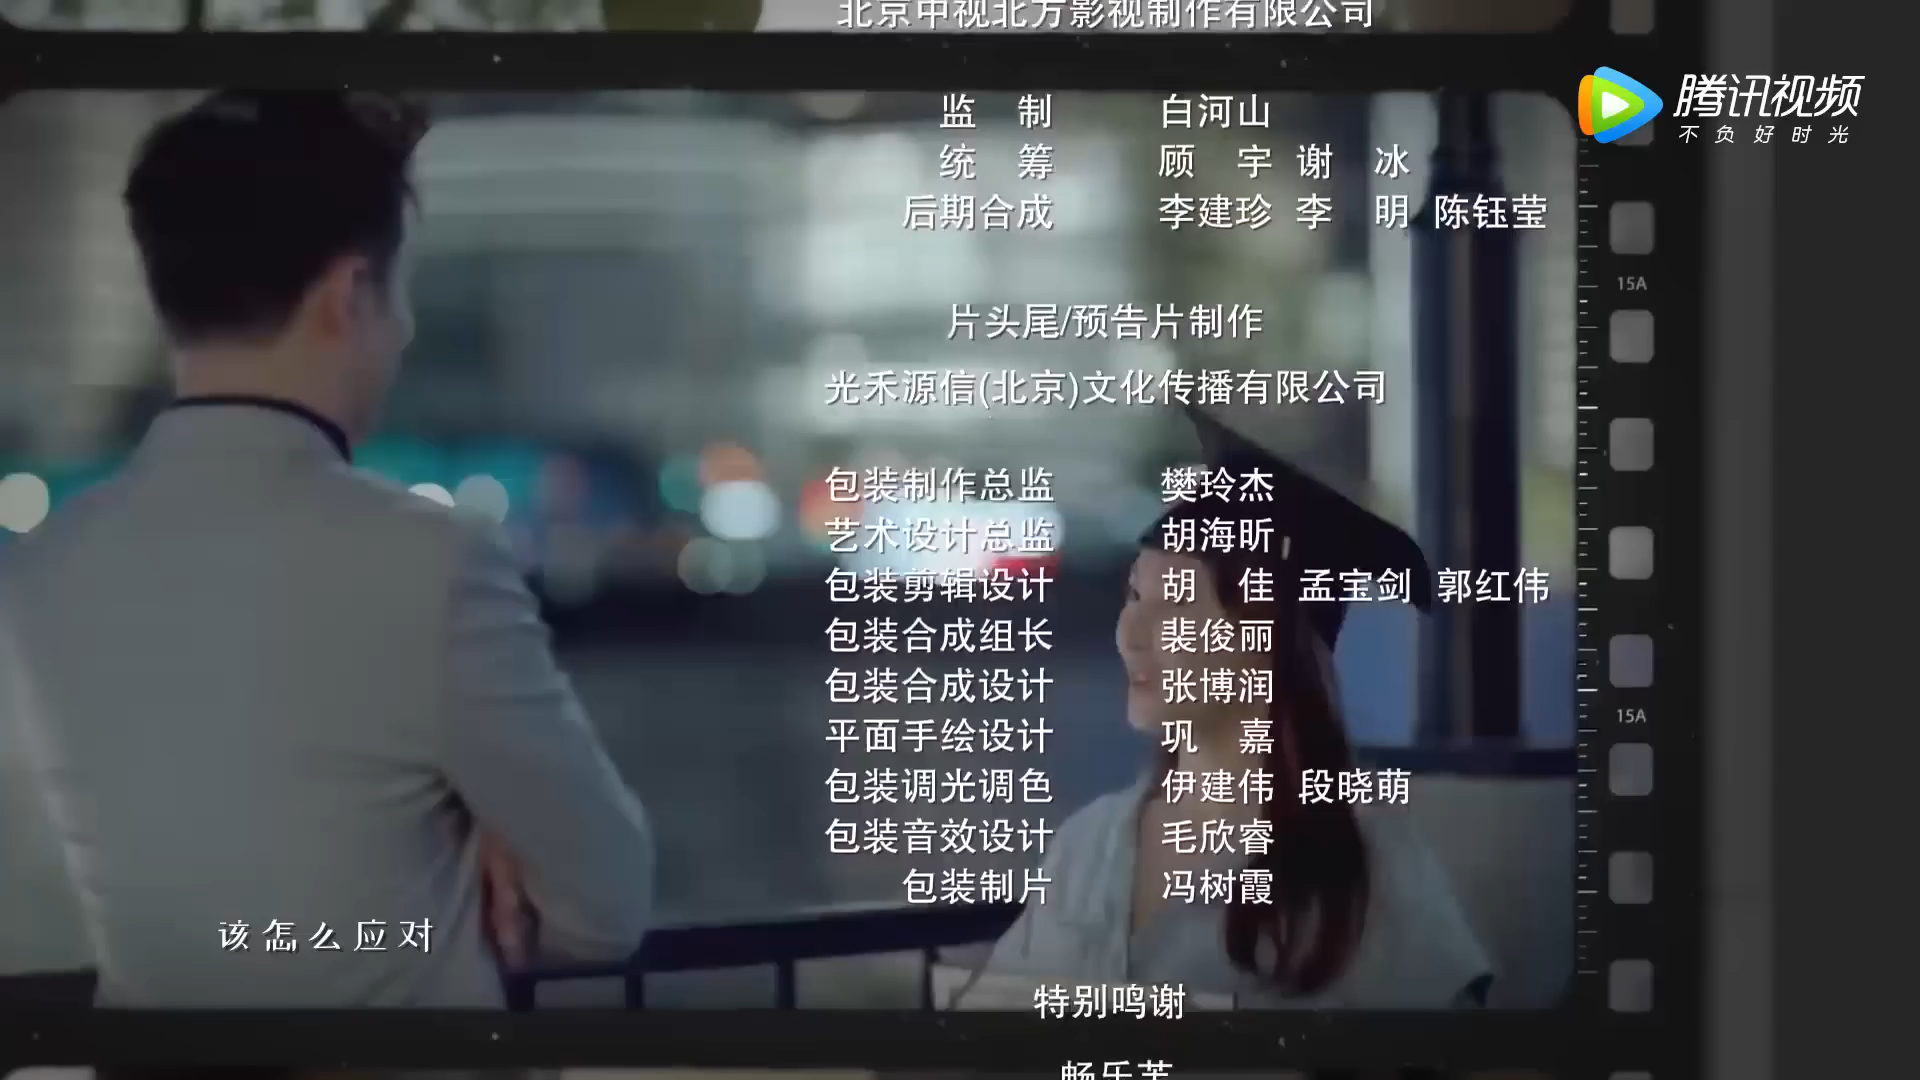 北京中视北方影视制作有限公司
腾讯视频
不负好时光
监 制 白河山
统 筹 顾 宇 谢 冰
后期合成 李建珍 李 明 陈钰莹
15A
片头尾/预告片制作
光禾源信(北京)文化传播有限公司
包装制作总监 樊玲杰
艺术设计总监 胡海昕
包装剪辑设计 胡 佳 孟宝剑 郭红伟
包装合成组长 裴俊丽
包装合成设计 张博润
15A
平面手绘设计 巩 嘉
包装调光调色 伊建伟 段晓萌
包装音效设计 毛欣睿
包装制片 冯树霞
该怎么应对
特别鸣谢